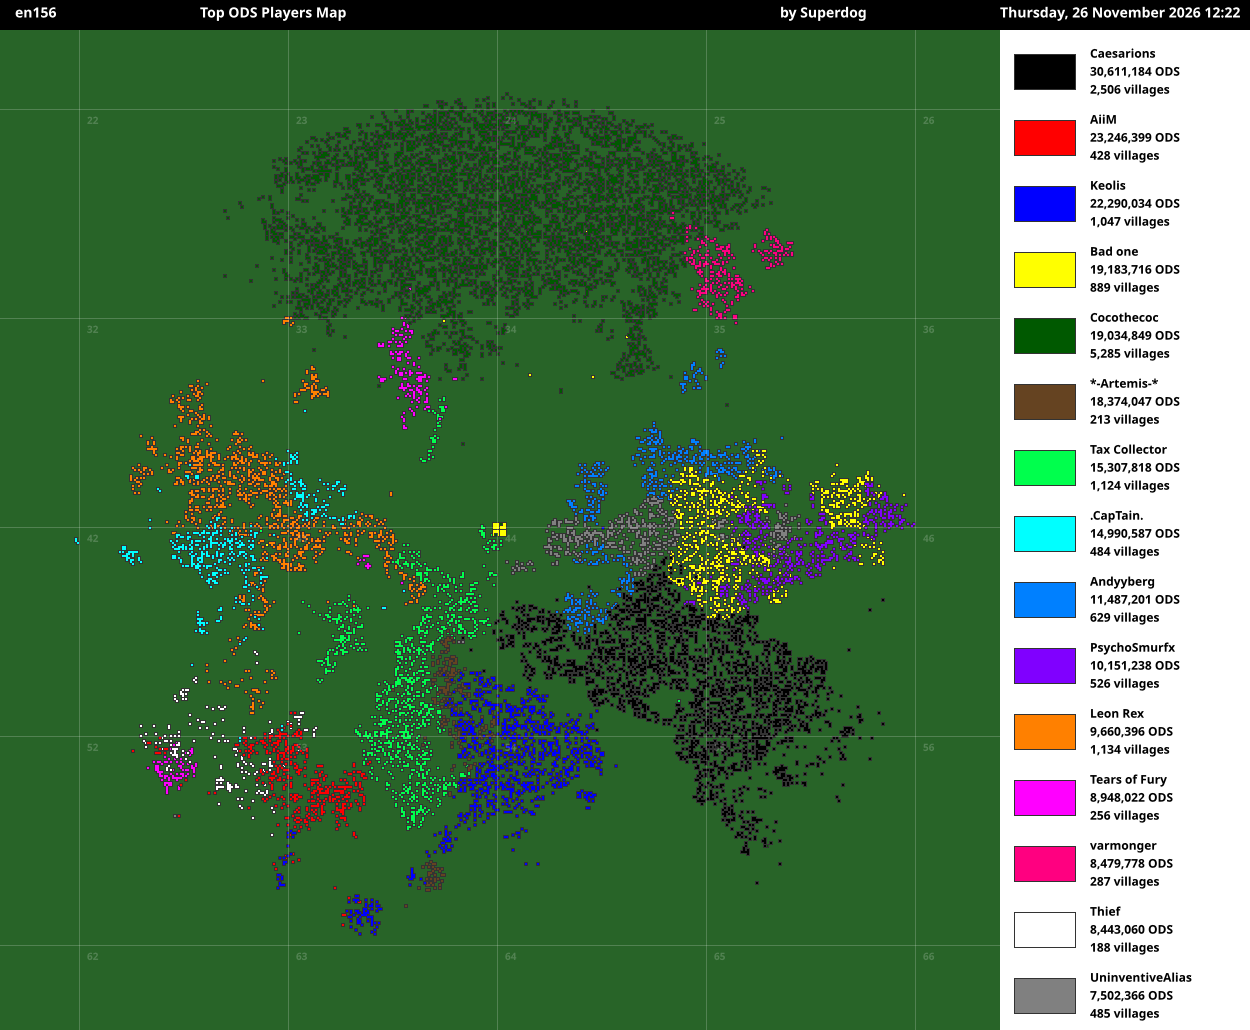 en156 Top ODS Players Map by Superdog Thursday, 26 November 2026 12:22
Caesarions
30,611,184 ODS
2,506 villages
AiiM
23,246,399 ODS
428 villages
Keolis
22,290,034 ODS
1,047 villages
Bad one
19,183,716 ODS
889 villages
Cocothecoc
19,034,849 ODS
5,285 villages
*-Artemis-*
18,374,047 ODS
213 villages
Tax Collector
15,307,818 ODS
1,124 villages
.CapTain.
14,990,587 ODS
484 villages
Andyyberg
11,487,201 ODS
629 villages
PsychoSmurfx
10,151,238 ODS
526 villages
Leon Rex
9,660,396 ODS
1,134 villages
Tears of Fury
8,948,022 ODS
256 villages
varmonger
8,479,778 ODS
287 villages
Thief
8,443,060 ODS
188 villages
UninventiveAlias
7,502,366 ODS
485 villages
22 23 24 25 26
32 33 34 35 36
42 44 46
52 53 56
62 63 64 65 66